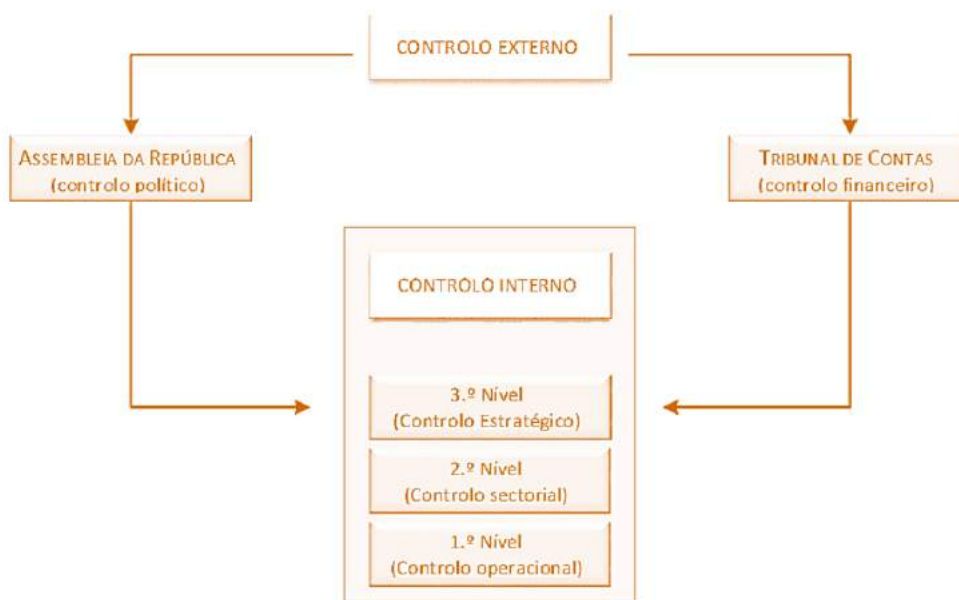 CONTROLO EXTERNO
ASSEMBLEIA DA REPÚBLICA
(controlo político)
TRIBUNAL DE CONTAS
(controlo financeiro)
CONTROLO INTERNO
3.º Nível
(Controlo Estratégico)
2.º Nível
(Controlo sectorial)
1.º Nível
(Controlo operacional)